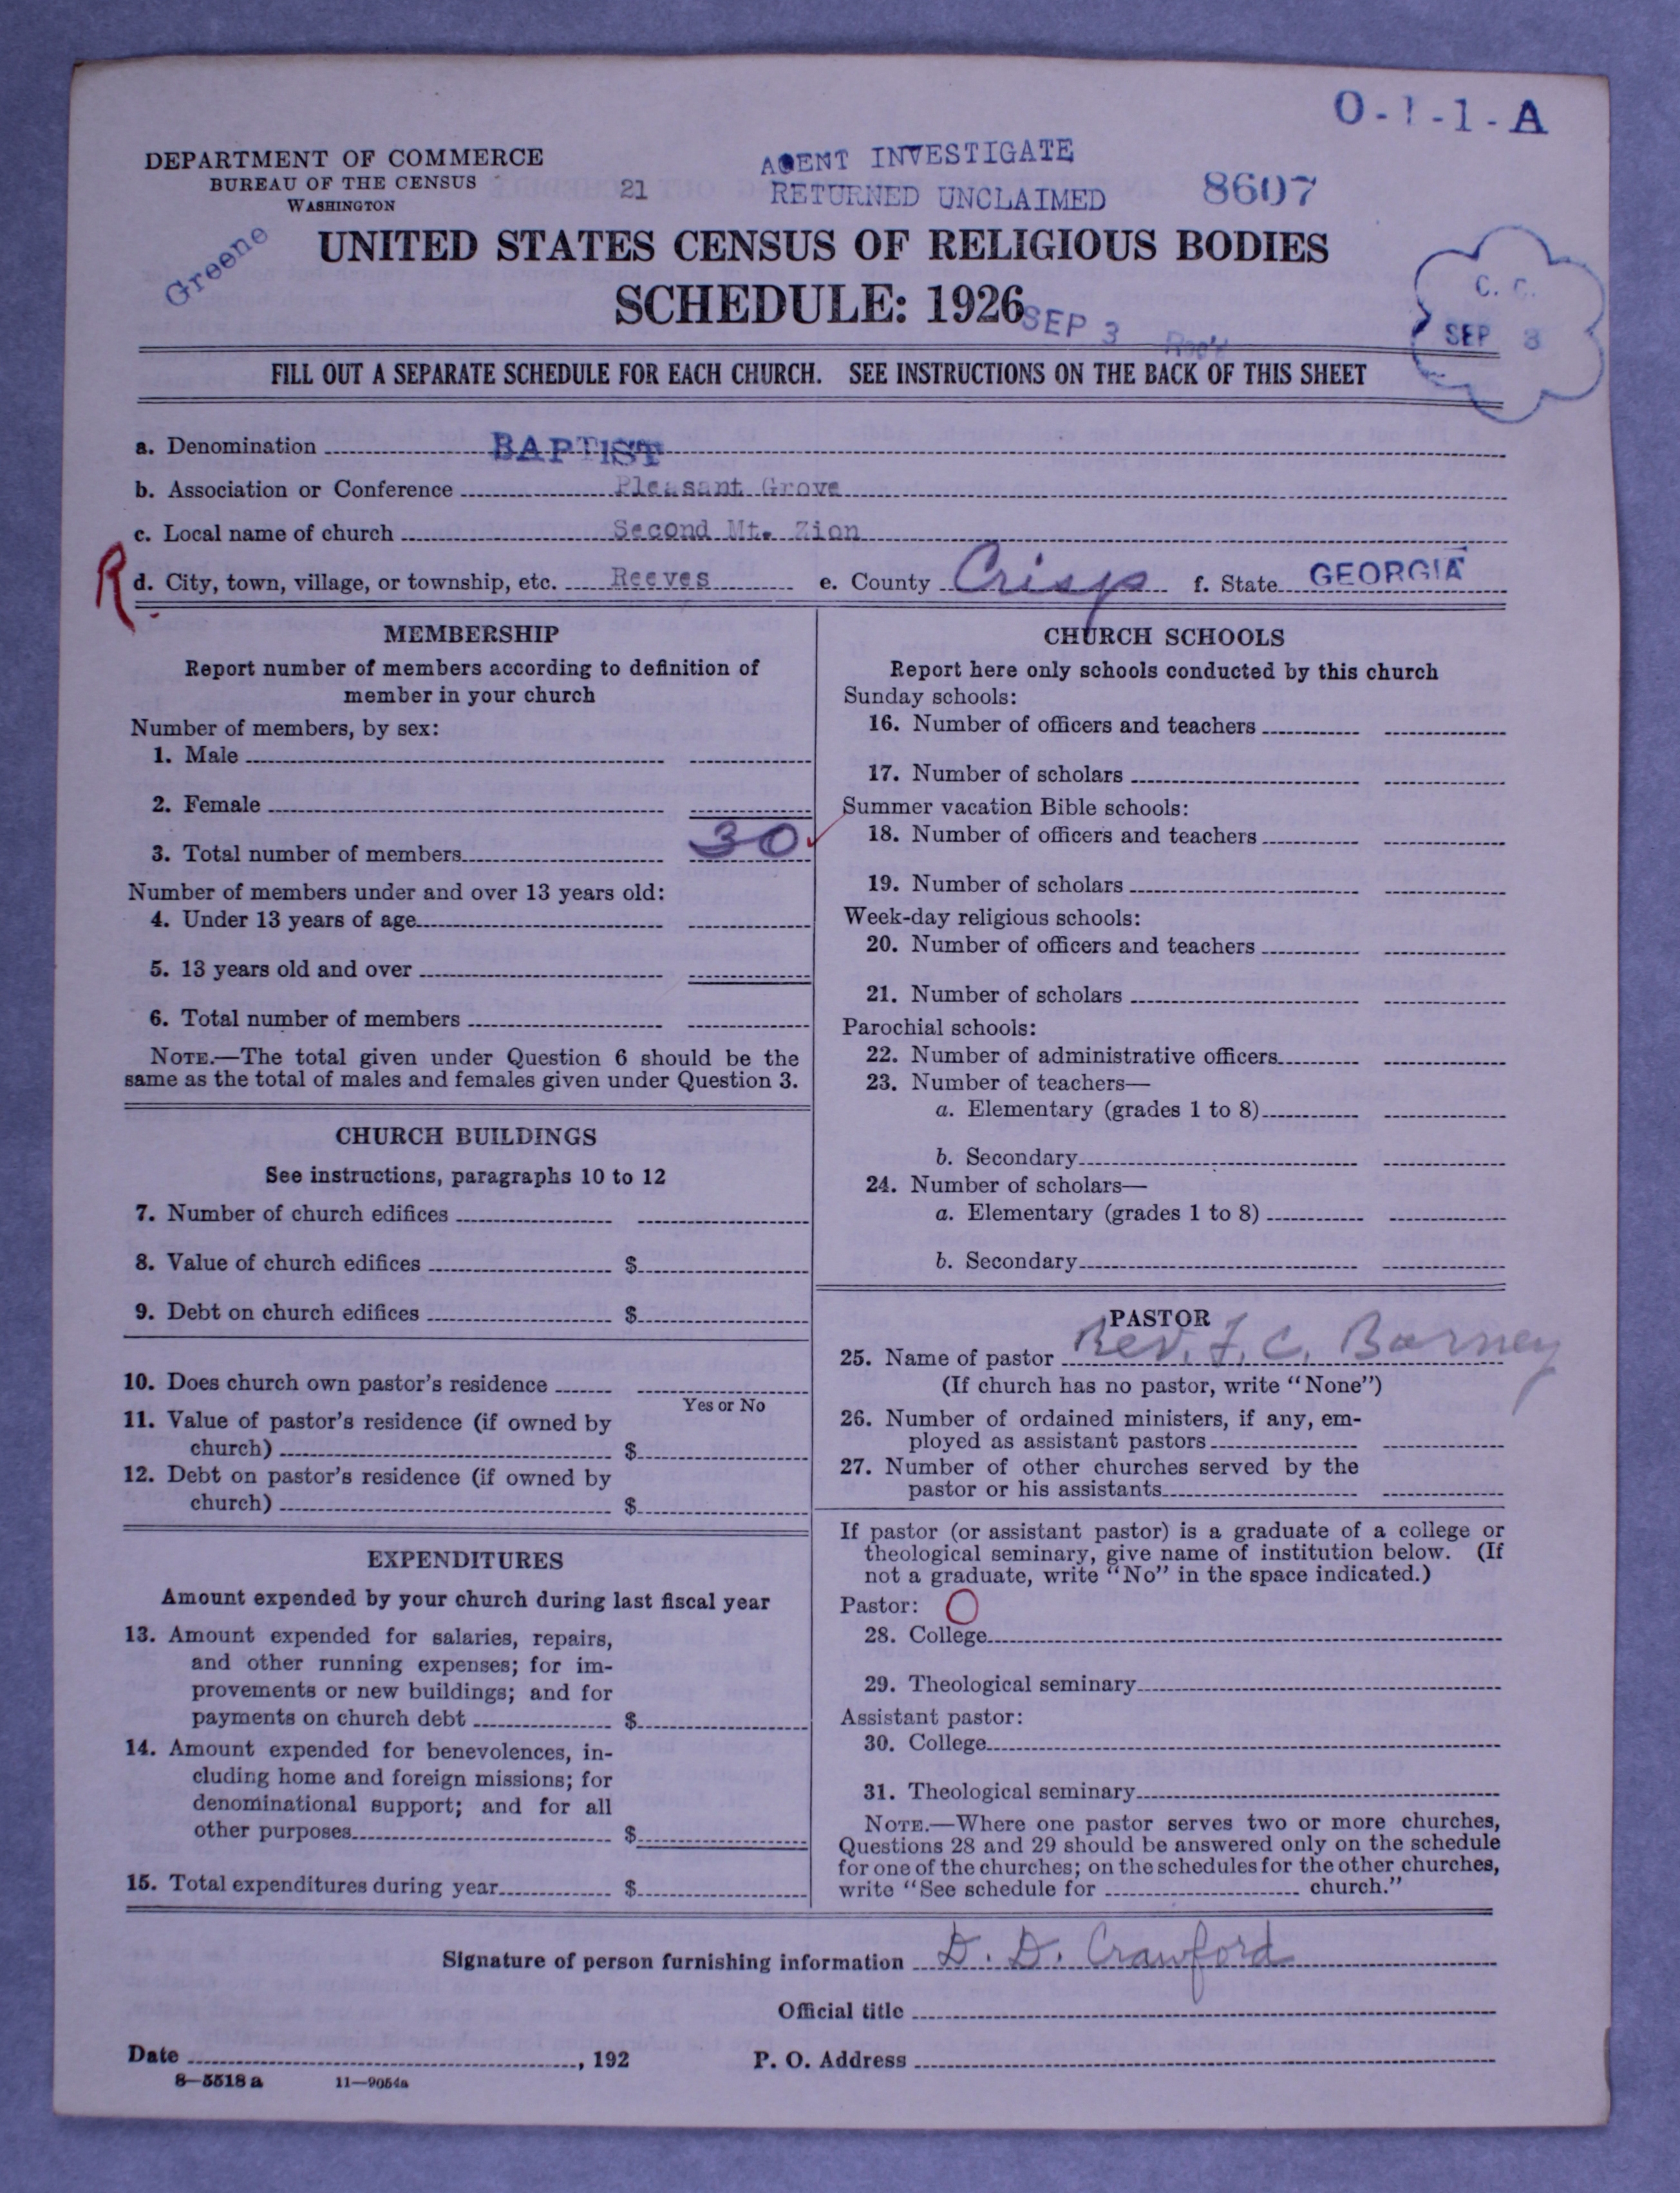 O-1-1-A
DEPARTMENT OF COMMERCE
BUREAU OF THE CENSUS
WASHINGTON
21
AGENT INVESTIGATE
RETURNED UNCLAIMED
8607
Greene
UNITED STATES CENSUS OF RELIGIOUS BODIES
SCHEDULE: 1926
SEP 3 Rec'd
C. C.
SEP 3
FILL OUT A SEPARATE SCHEDULE FOR EACH CHURCH. SEE INSTRUCTIONS ON THE BACK OF THIS SHEET
a. Denomination BAPTIST
b. Association or Conference Pleasant Grove
c. Local name of church Second Mt. Zion
R
d. City, town, village, or township, etc. Reeves e. County Crisp f. State GEORGIA
MEMBERSHIP
Report number of members according to definition of
member in your church
Number of members, by sex:
1. Male
2. Female
3. Total number of members 30
Number of members under and over 13 years old:
4. Under 13 years of age
5. 13 years old and over
6. Total number of members
NOTE.—The total given under Question 6 should be the
same as the total of males and females given under Question 3.
CHURCH BUILDINGS
See instructions, paragraphs 10 to 12
7. Number of church edifices
8. Value of church edifices $
9. Debt on church edifices $
10. Does church own pastor's residence
Yes or No
11. Value of pastor's residence (if owned by
church) $
12. Debt on pastor's residence (if owned by
church) $
EXPENDITURES
Amount expended by your church during last fiscal year
13. Amount expended for salaries, repairs,
and other running expenses; for im-
provements or new buildings; and for
payments on church debt $
14. Amount expended for benevolences, in-
cluding home and foreign missions; for
denominational support; and for all
other purposes $
15. Total expenditures during year $
CHURCH SCHOOLS
Report here only schools conducted by this church
Sunday schools:
16. Number of officers and teachers
17. Number of scholars
Summer vacation Bible schools:
18. Number of officers and teachers
19. Number of scholars
Week-day religious schools:
20. Number of officers and teachers
21. Number of scholars
Parochial schools:
22. Number of administrative officers
23. Number of teachers—
a. Elementary (grades 1 to 8)
b. Secondary
24. Number of scholars—
a. Elementary (grades 1 to 8)
b. Secondary
PASTOR
25. Name of pastor Rev. F. C. Barney
(If church has no pastor, write "None")
26. Number of ordained ministers, if any, em-
ployed as assistant pastors
27. Number of other churches served by the
pastor or his assistants
If pastor (or assistant pastor) is a graduate of a college or
theological seminary, give name of institution below. (If
not a graduate, write "No" in the space indicated.)
Pastor: O
28. College
29. Theological seminary
Assistant pastor:
30. College
31. Theological seminary
NOTE.—Where one pastor serves two or more churches,
Questions 28 and 29 should be answered only on the schedule
for one of the churches; on the schedules for the other churches,
write "See schedule for church."
Signature of person furnishing information D. D. Crawford
Official title
Date , 192 P. O. Address
8-5518 a 11-9054a